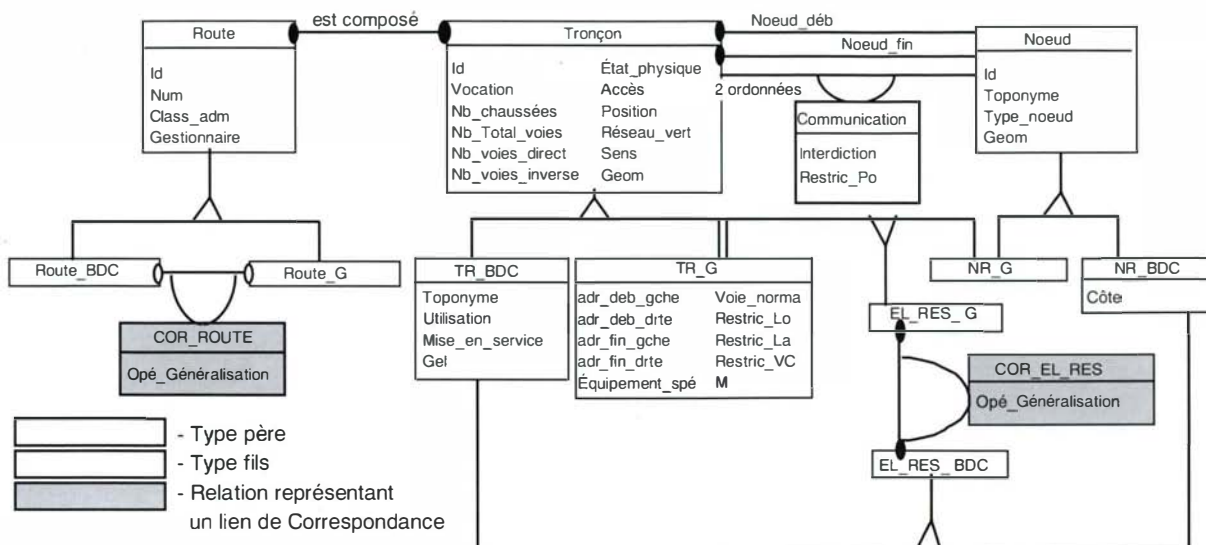 est composé
Route
Id
Num
Class_adm
Gestionnaire
Tronçon
Id
Vocation
Nb_chaussées
Nb_Total_voies
Nb_voies_direct
Nb_voies_inverse
État_physique
Accès
Position
Réseau_vert
Sens
Geom
Noeud_déb
Noeud_fin
2 ordonnées
Communication
Interdiction
Restric_Po
Noeud
Id
Toponyme
Type_noeud
Geom
Route_BDC
Route_G
COR_ROUTE
Opé_Généralisation
TR_BDC
Toponyme
Utilisation
Mise_en_service
Gel
TR_G
adr_deb_gche
adr_deb_drte
adr_fin_gche
adr_fin_drte
Équipement_spé
Voie_norma
Restric_Lo
Restric_La
Restric_VC
M
NR_G
NR_BDC
Côte
EL_RES_G
COR_EL_RES
Opé_Généralisation
EL_RES_BDC
- Type père
- Type fils
- Relation représentant
un lien de Correspondance